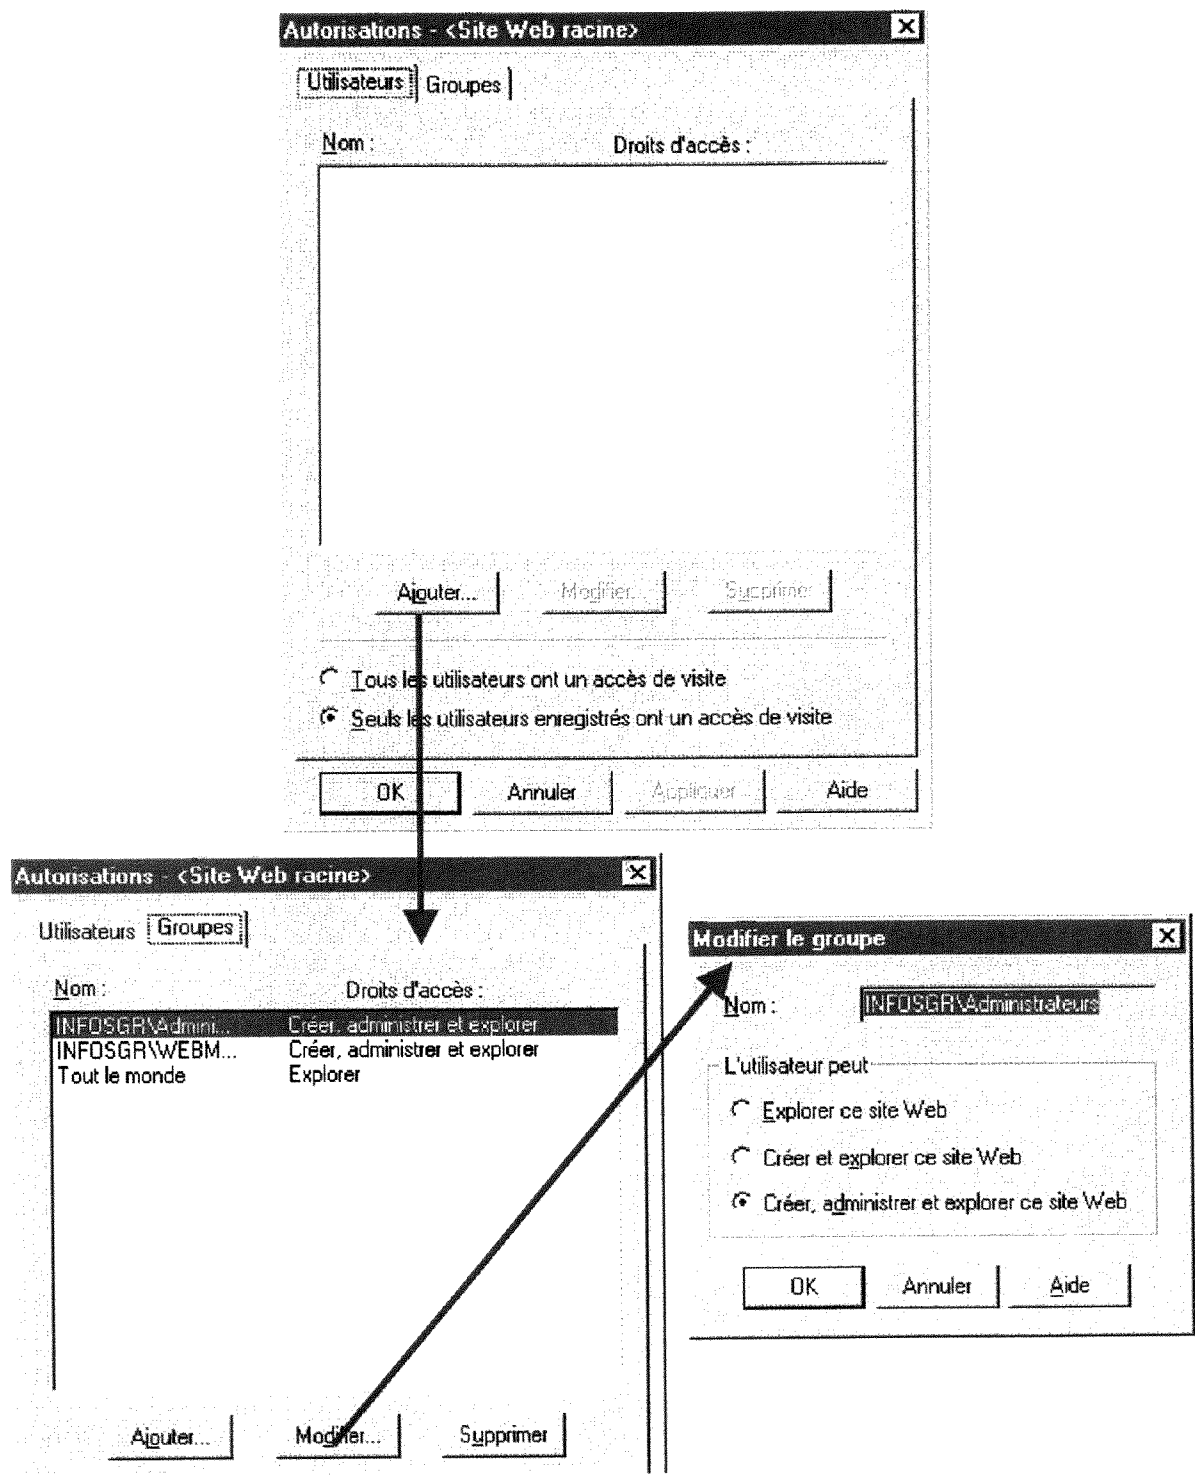 Autorisations - <Site Web racine>
Utilisateurs Groupes
Nom : Droits d'accès :
Ajouter... Modifier... Supprimer
Tous les utilisateurs ont un accès de visite
Seuls les utilisateurs enregistrés ont un accès de visite
OK Annuler Appliquer Aide
Autorisations - <Site Web racine>
Utilisateurs Groupes
Nom : Droits d'accès :
INFOSGR\Admini... Créer, administrer et explorer
INFOSGR\WEBM... Créer, administrer et explorer
Tout le monde Explorer
Ajouter... Modifier... Supprimer
Modifier le groupe
Nom : INFOSGR\Administrateurs
L'utilisateur peut
Explorer ce site Web
Créer et explorer ce site Web
Créer, administrer et explorer ce site Web
OK Annuler Aide